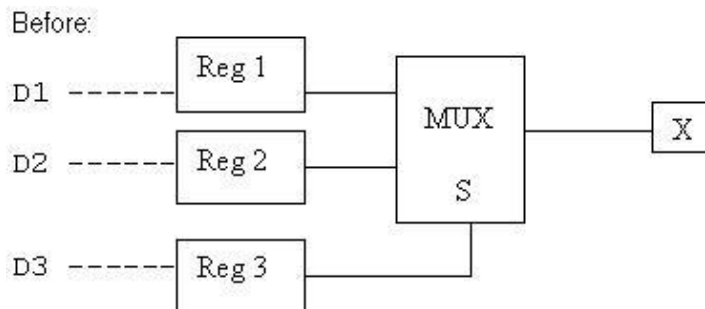 Before:
D1
Reg 1
MUX
X
D2
Reg 2
S
D3
Reg 3